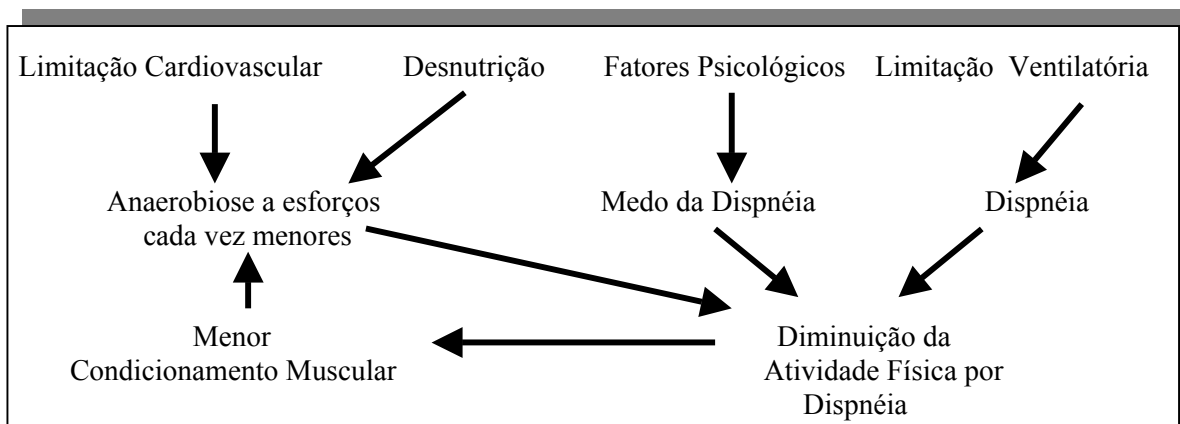 Limitação Cardiovascular
Desnutrição
Fatores Psicológicos
Limitação Ventilatória
Anaerobiose a esforços
cada vez menores
Medo da Dispnéia
Dispnéia
Menor
Condicionamento Muscular
Diminuição da
Atividade Física por
Dispnéia